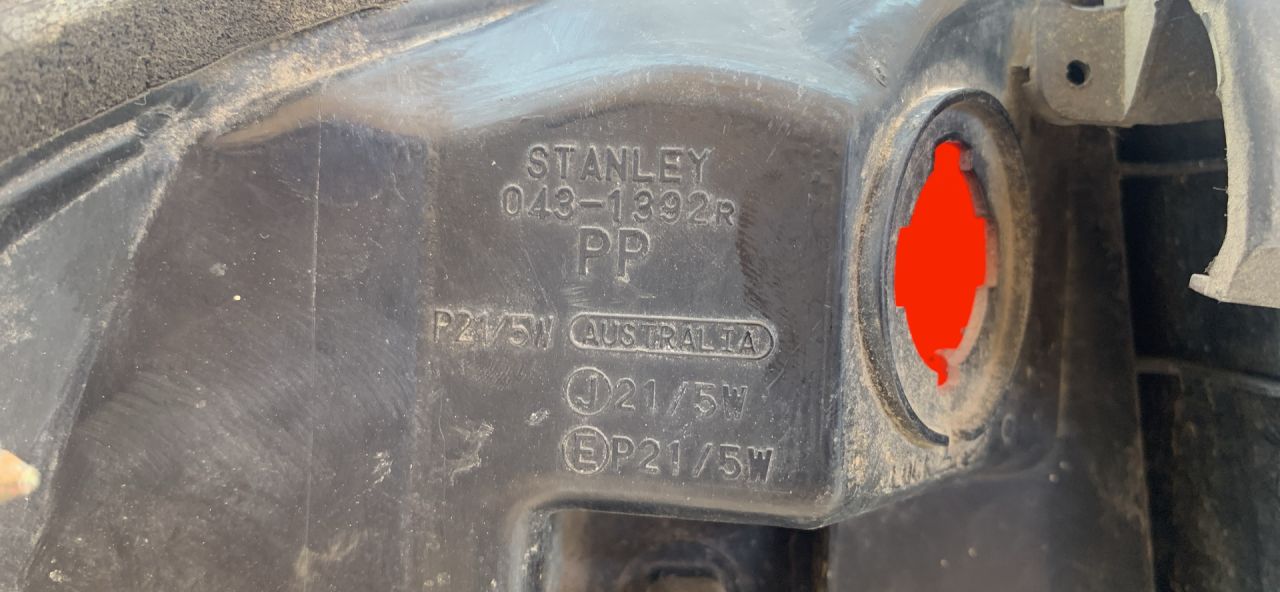 STANLEY
043-1392R
PP
P21/5W AUSTRALIA
J 21/5W
E P21/5W